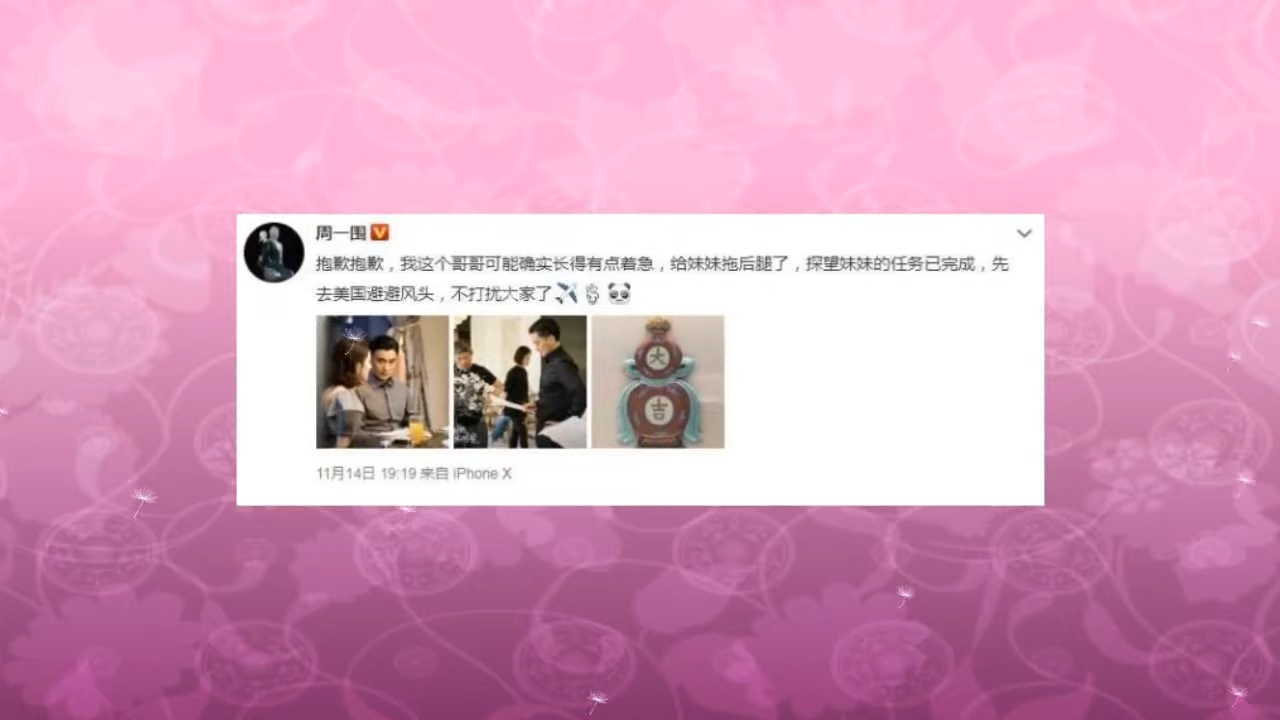 周一围
抱歉抱歉，我这个哥哥可能确实长得有点着急，给妹妹拖后腿了，探望妹妹的任务已完成，先
去美国避避风头，不打扰大家了
大
吉
11月14日 19:19 来自 iPhone X